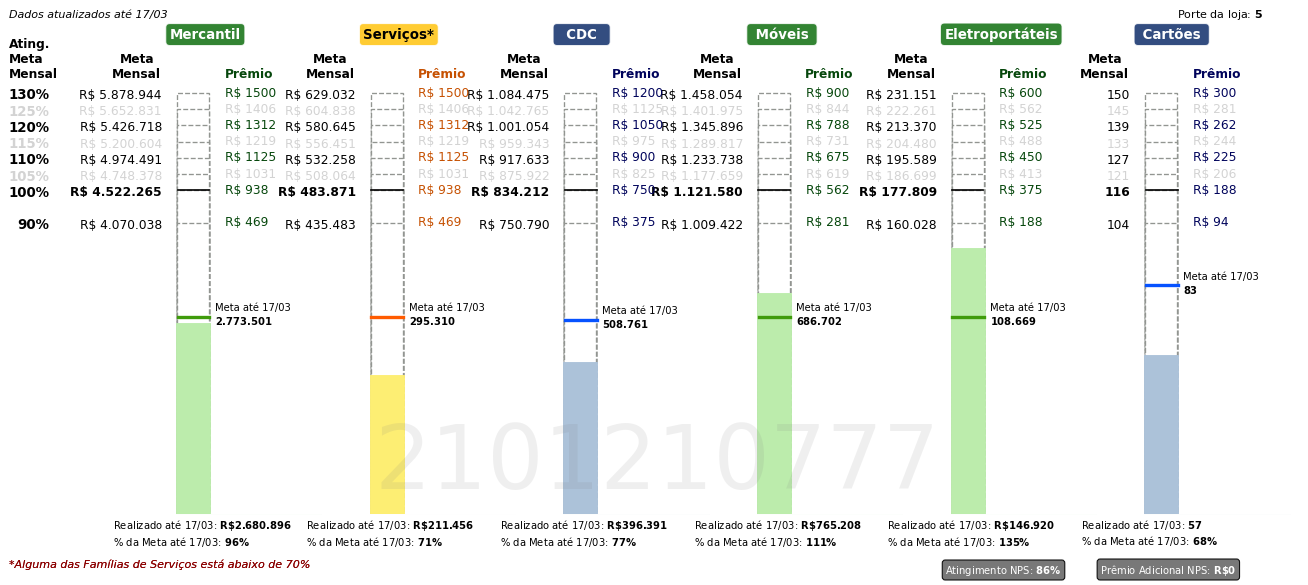 Dados atualizados até 17/03 Porte da loja: 5
Mercantil Serviços* CDC Móveis Eletroportáteis Cartões
Ating. Meta Mensal
Meta Mensal Prêmio Meta Mensal Prêmio Meta Mensal Prêmio Meta Mensal Prêmio Meta Mensal Prêmio Meta Mensal Prêmio
130% R$ 5.878.944 R$ 1500 R$ 629.032 R$ 1500 R$ 1.084.475 R$ 1200 R$ 1.458.054 R$ 900 R$ 231.151 R$ 600 150 R$ 300
125% R$ 5.652.831 R$ 1406 R$ 604.838 R$ 1406 R$ 1.042.765 R$ 1125 R$ 1.401.975 R$ 844 R$ 222.261 R$ 562 145 R$ 281
120% R$ 5.426.718 R$ 1312 R$ 580.645 R$ 1312 R$ 1.001.054 R$ 1050 R$ 1.345.896 R$ 788 R$ 213.370 R$ 525 139 R$ 262
115% R$ 5.200.604 R$ 1219 R$ 556.451 R$ 1219 R$ 959.343 R$ 975 R$ 1.289.817 R$ 731 R$ 204.480 R$ 488 133 R$ 244
110% R$ 4.974.491 R$ 1125 R$ 532.258 R$ 1125 R$ 917.633 R$ 900 R$ 1.233.738 R$ 675 R$ 195.589 R$ 450 127 R$ 225
105% R$ 4.748.378 R$ 1031 R$ 508.064 R$ 1031 R$ 875.922 R$ 825 R$ 1.177.659 R$ 619 R$ 186.699 R$ 413 121 R$ 206
100% R$ 4.522.265 R$ 938 R$ 483.871 R$ 938 R$ 834.212 R$ 750 R$ 1.121.580 R$ 562 R$ 177.809 R$ 375 116 R$ 188
90% R$ 4.070.038 R$ 469 R$ 435.483 R$ 469 R$ 750.790 R$ 375 R$ 1.009.422 R$ 281 R$ 160.028 R$ 188 104 R$ 94
Meta até 17/03
83
Meta até 17/03 Meta até 17/03 Meta até 17/03 Meta até 17/03 Meta até 17/03
2.773.501 295.310 508.761 686.702 108.669
2101210777
Realizado até 17/03: R$2.680.896 Realizado até 17/03: R$211.456 Realizado até 17/03: R$396.391 Realizado até 17/03: R$765.208 Realizado até 17/03: R$146.920 Realizado até 17/03: 57
% da Meta até 17/03: 96% % da Meta até 17/03: 71% % da Meta até 17/03: 77% % da Meta até 17/03: 111% % da Meta até 17/03: 135% % da Meta até 17/03: 68%
*Alguma das Famílias de Serviços está abaixo de 70% Atingimento NPS: 86% Prêmio Adicional NPS: R$0